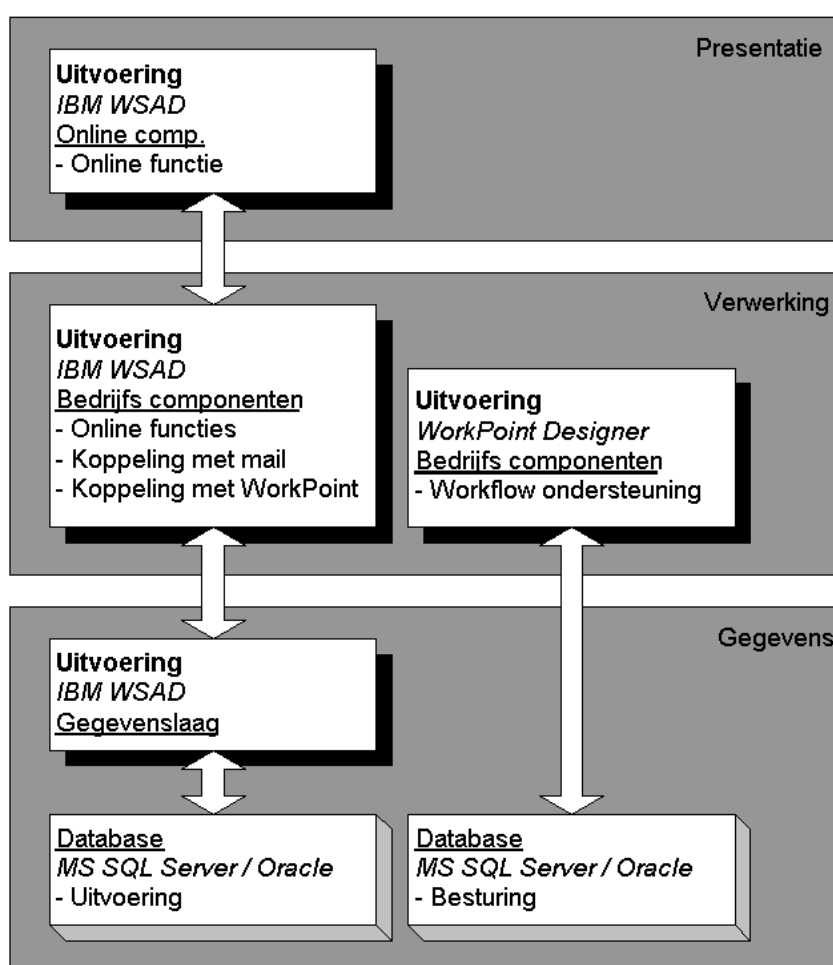 Presentatie
Uitvoering
IBM WSAD
Online comp.
- Online functie
Verwerking
Uitvoering
IBM WSAD
Bedrijfs componenten
- Online functies
- Koppeling met mail
- Koppeling met WorkPoint
Uitvoering
WorkPoint Designer
Bedrijfs componenten
- Workflow ondersteuning
Gegevens
Uitvoering
IBM WSAD
Gegevenslaag
Database
MS SQL Server / Oracle
- Uitvoering
Database
MS SQL Server / Oracle
- Besturing